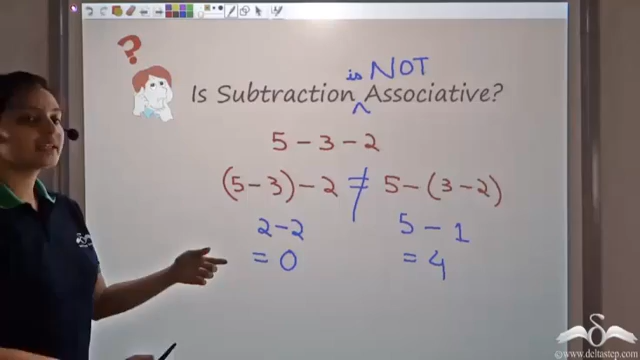 ?
is NOT
Is Subtraction ^ Associative?
5 - 3 - 2
(5 - 3) - 2 ≠ 5 - (3 - 2)
2 - 2 5 - 1
= 0 = 4
©www.deltastep.com